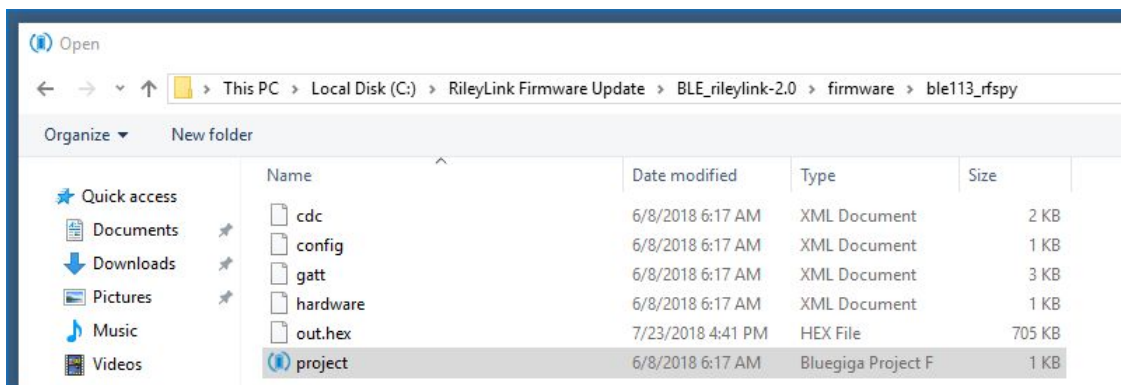 Open
This PC > Local Disk (C:) > RileyLink Firmware Update > BLE_rileylink-2.0 > firmware > ble113_rfspy
Organize New folder
Name Date modified Type Size
Quick access
Documents
Downloads
Pictures
Music
Videos
cdc 6/8/2018 6:17 AM XML Document 2 KB
config 6/8/2018 6:17 AM XML Document 1 KB
gatt 6/8/2018 6:17 AM XML Document 3 KB
hardware 6/8/2018 6:17 AM XML Document 1 KB
out.hex 7/23/2018 4:41 PM HEX File 705 KB
project 6/8/2018 6:17 AM Bluegiga Project F 1 KB